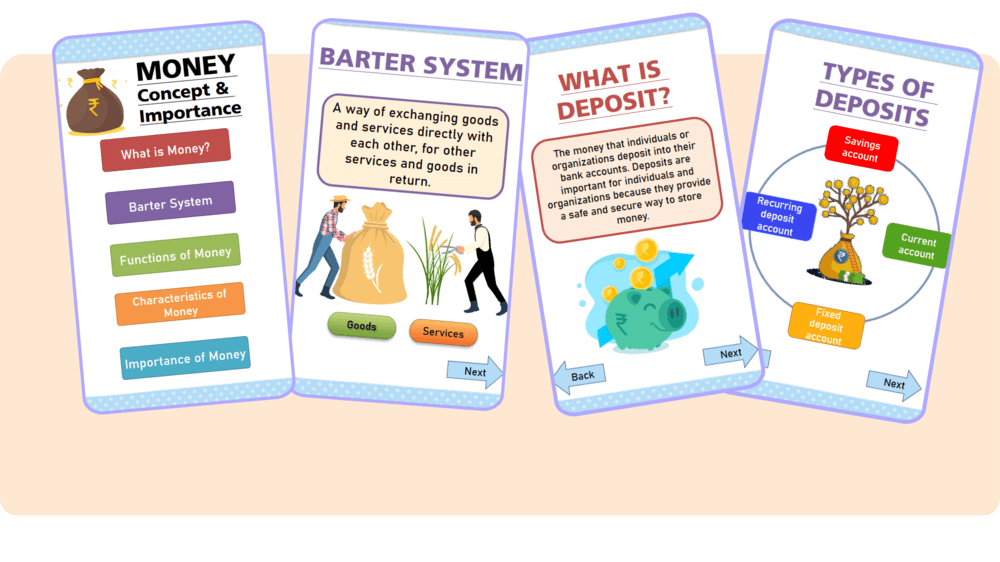 MONEY
Concept &
Importance
What is Money?
Barter System
Functions of Money
Characteristics of
Money
Importance of Money
BARTER SYSTEM
A way of exchanging goods
and services directly with
each other, for other
services and goods in
return.
Goods
Services
Next
WHAT IS
DEPOSIT?
The money that individuals or
organizations deposit into their
bank accounts. Deposits are
important for individuals and
organizations because they provide
a safe and secure way to store
money.
₹
Back
Next
TYPES OF
DEPOSITS
Savings
account
Recurring
deposit
account
Current
account
Fixed
deposit
account
Next